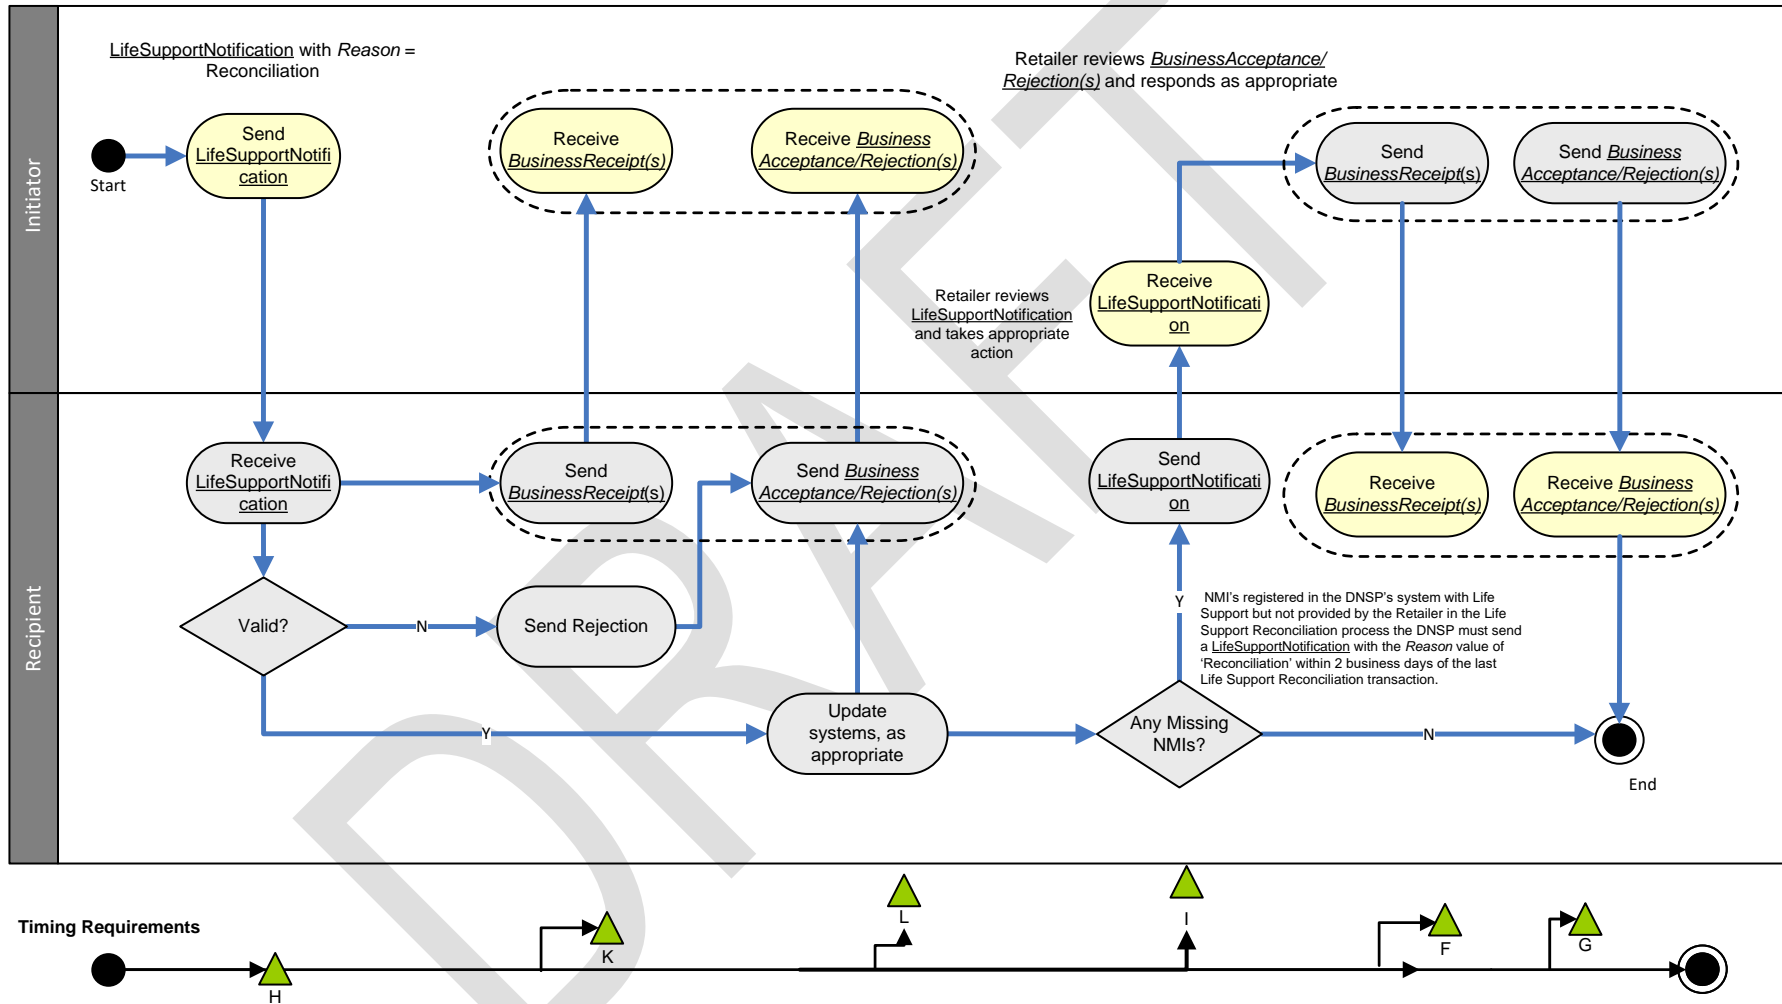 LifeSupportNotification with Reason =
Reconciliation
Retailer reviews BusinessAcceptance/
Rejection(s) and responds as appropriate
Initiator
Start
Send
LifeSupportNotifi
cation
Receive
BusinessReceipt(s)
Receive Business
Acceptance/Rejection(s)
Send
BusinessReceipt(s)
Send Business
Acceptance/Rejection(s)
Retailer reviews
LifeSupportNotification
and takes appropriate
action
Receive
LifeSupportNotificati
on
Recipient
Receive
LifeSupportNotifi
cation
Send
BusinessReceipt(s)
Send Business
Acceptance/Rejection(s)
Send
LifeSupportNotificati
on
Receive
BusinessReceipt(s)
Receive Business
Acceptance/Rejection(s)
Valid?
N
Send Rejection
Y
NMI's registered in the DNSP's system with Life
Support but not provided by the Retailer in the Life
Support Reconciliation process the DNSP must send
a LifeSupportNotification with the Reason value of
‘Reconciliation’ within 2 business days of the last
Life Support Reconciliation transaction.
Y
Update
systems, as
appropriate
Any Missing
NMIs?
N
End
Timing Requirements
H
K
L
I
F
G
DRAFT